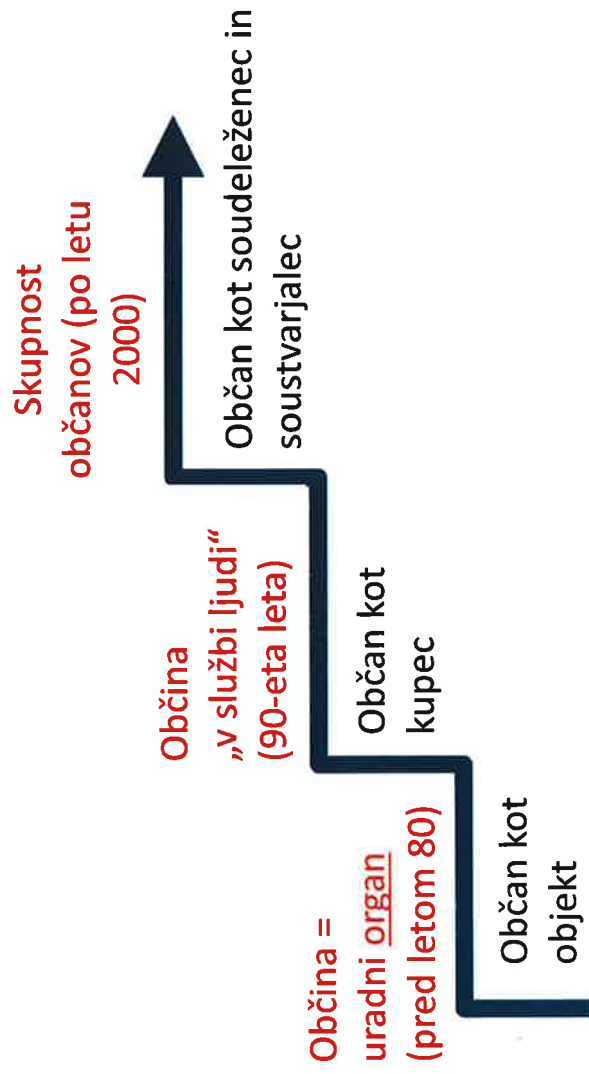 Občina =
uradni organ
(pred letom 80)
Občan kot
objekt
Občina
„v službi ljudi“
(90-eta leta)
Občan kot
kupec
Skupnost
občanov (po letu
2000)
Občan kot soudeleženec in
soustvarjalec